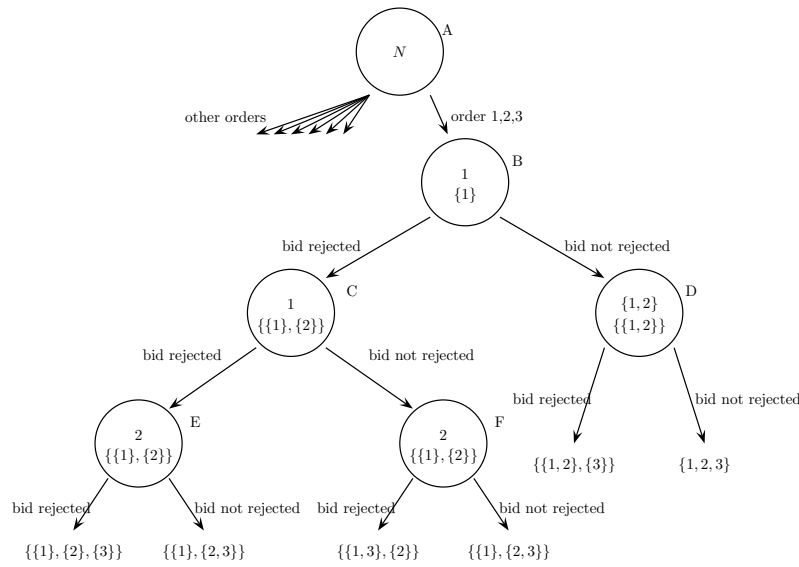 A
N
other orders
order 1,2,3
B
1
{1}
bid rejected
bid not rejected
C
1
{{1}, {2}}
D
{1, 2}
{{1, 2}}
bid rejected
bid not rejected
bid rejected
bid not rejected
E
2
{{1}, {2}}
F
2
{{1}, {2}}
{{1, 2}, {3}}
{1, 2, 3}
bid rejected
bid not rejected
bid rejected
bid not rejected
{{1}, {2}, {3}}
{{1}, {2, 3}}
{{1, 3}, {2}}
{{1}, {2, 3}}